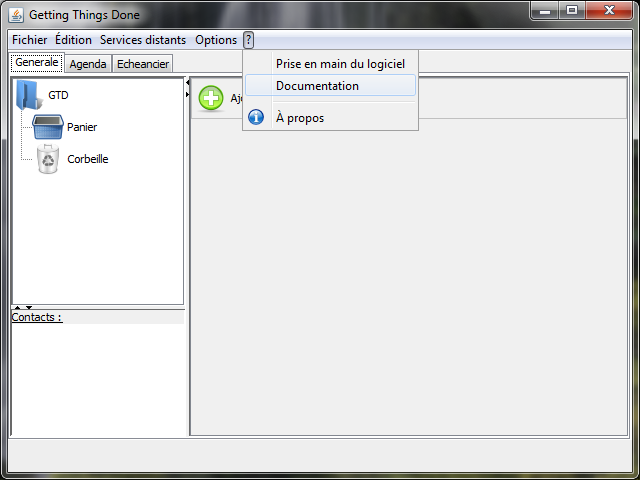 Getting Things Done
Fichier Édition Services distants Options ?
Generale Agenda Echeancier
Prise en main du logiciel
Documentation
À propos
GTD
Panier
Corbeille
Contacts :